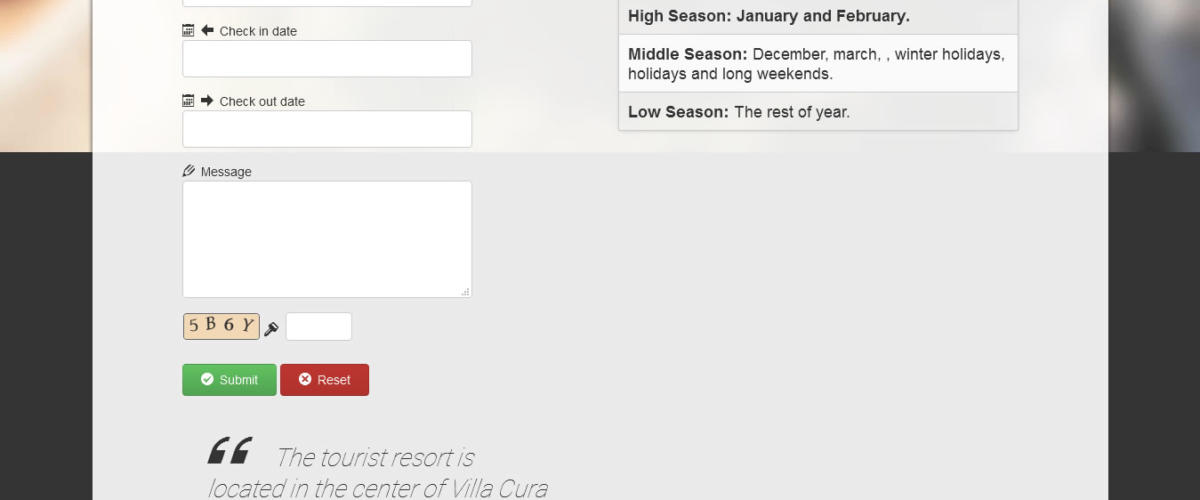 Check in date
Check out date
Message
5 B 6 Y
Submit
Reset
High Season: January and February.
Middle Season: December, march, , winter holidays,
holidays and long weekends.
Low Season: The rest of year.
“ The tourist resort is
located in the center of Villa Cura